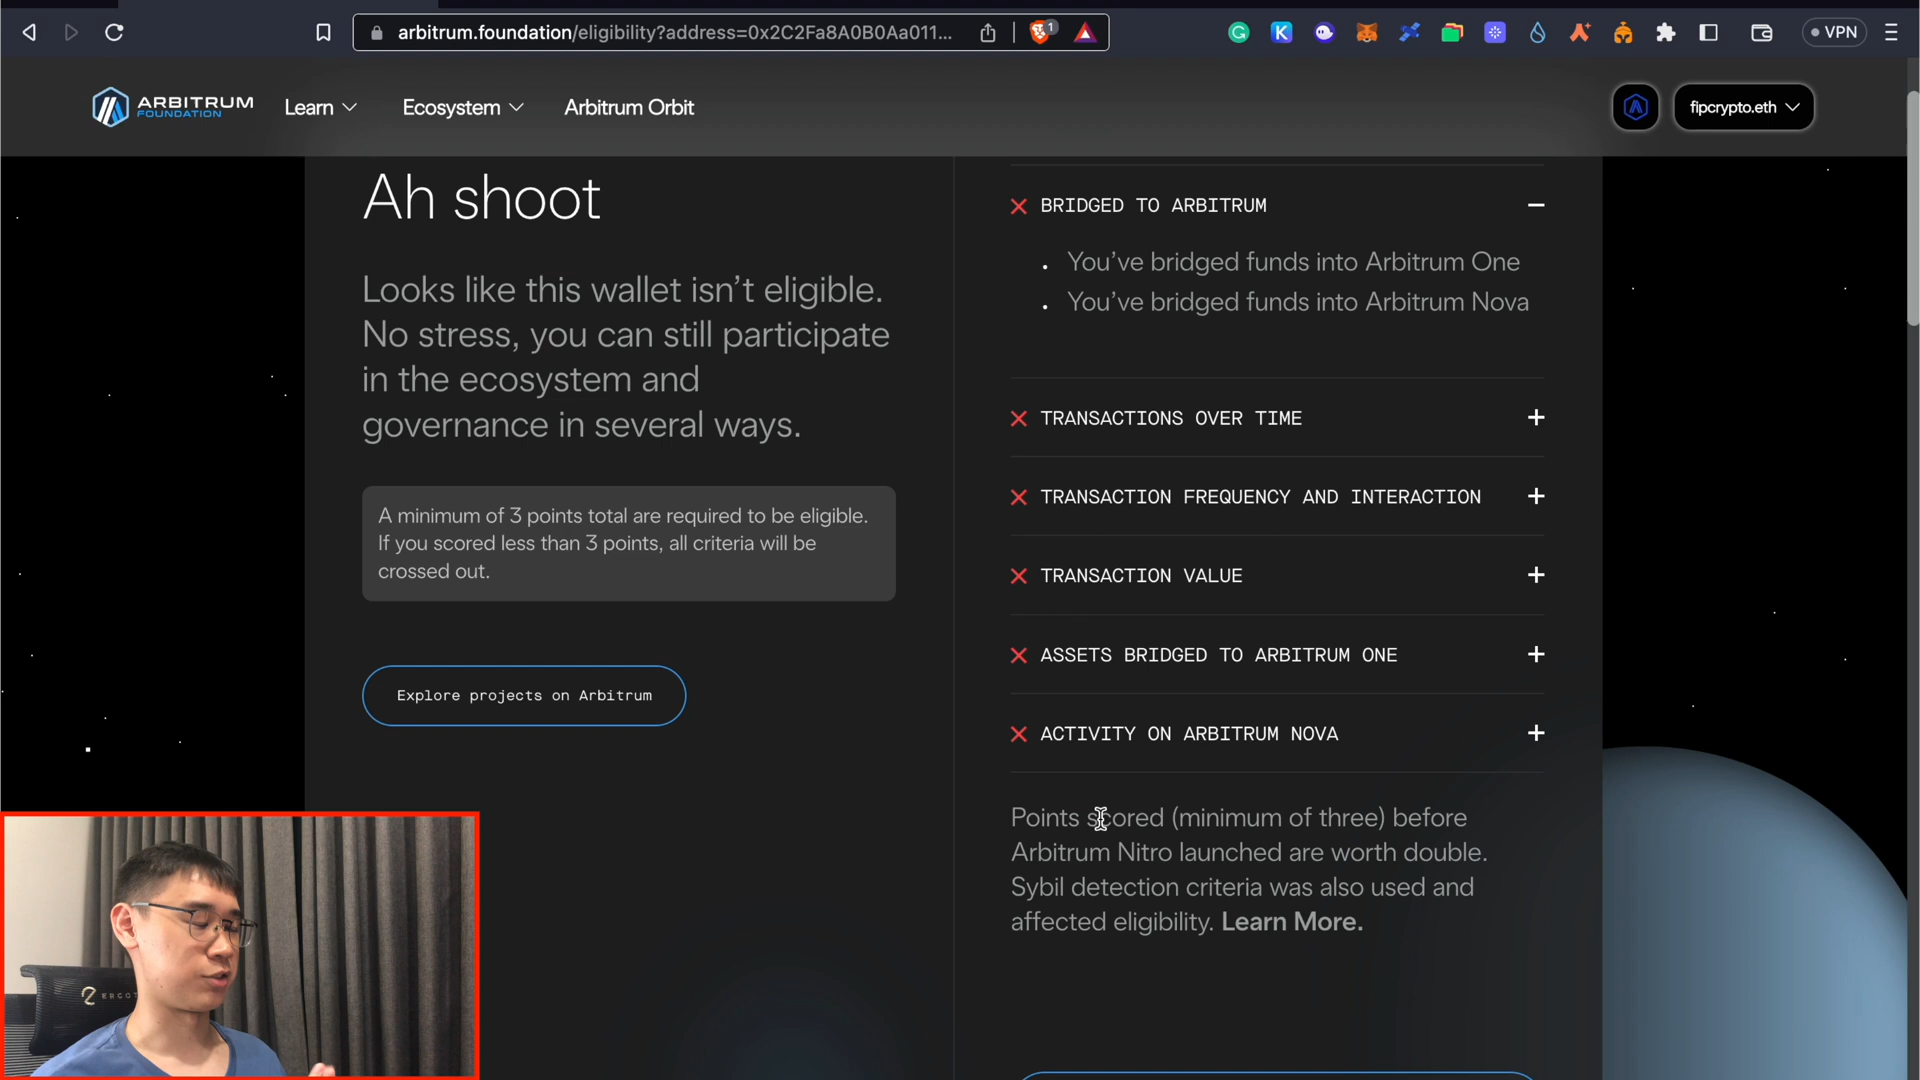 arbitrum.foundation/eligibility?address=0x2C2Fa8A0B0Aa011...
1
VPN
ARBITRUM
FOUNDATION
Learn
Ecosystem
Arbitrum Orbit
fipcrypto.eth
Ah shoot
Looks like this wallet isn’t eligible.
No stress, you can still participate
in the ecosystem and
governance in several ways.
A minimum of 3 points total are required to be eligible.
If you scored less than 3 points, all criteria will be
crossed out.
Explore projects on Arbitrum
BRIDGED TO ARBITRUM
• You’ve bridged funds into Arbitrum One
• You’ve bridged funds into Arbitrum Nova
TRANSACTIONS OVER TIME
TRANSACTION FREQUENCY AND INTERACTION
TRANSACTION VALUE
ASSETS BRIDGED TO ARBITRUM ONE
ACTIVITY ON ARBITRUM NOVA
Points scored (minimum of three) before
Arbitrum Nitro launched are worth double.
Sybil detection criteria was also used and
affected eligibility. Learn More.